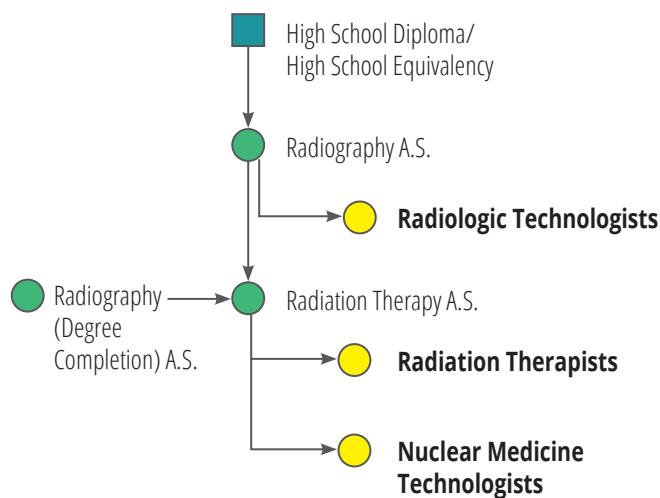 High School Diploma/
High School Equivalency
Radiography A.S.
Radiologic Technologists
Radiography
(Degree
Completion) A.S.
Radiation Therapy A.S.
Radiation Therapists
Nuclear Medicine
Technologists